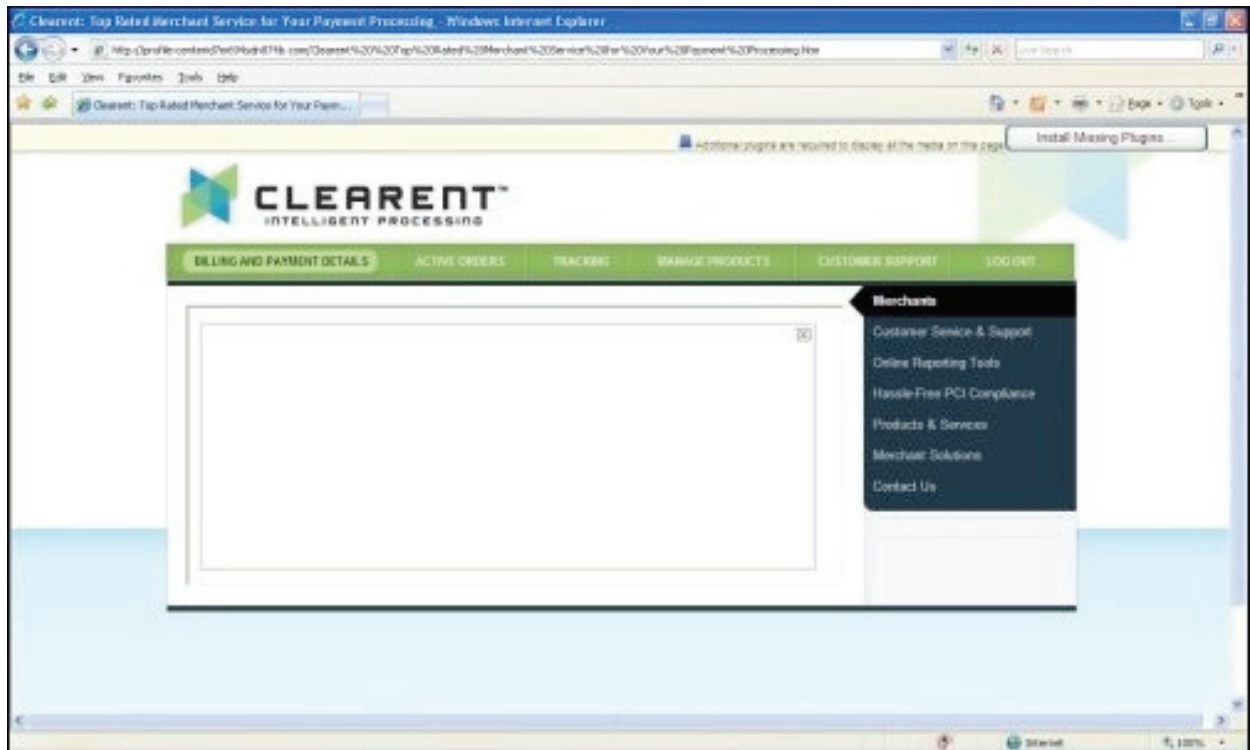 Clearent: Top Rated Merchant Service for Your Payment Processing - Windows Internet Explorer
File Edit View Favorites Tools Help
Clearent: Top Rated Merchant Service for Your Paym...
Page Tools
Additional plugins are required to display all the media on this page
Install Missing Plugins...
CLEARENT™
INTELLIGENT PROCESSING
BILLING AND PAYMENT DETAILS ACTIVE ORDERS TRACKING MANAGE PRODUCTS CUSTOMER SUPPORT LOG OUT
Merchants
Customer Service & Support
Online Reporting Tools
Hassle-Free PCI Compliance
Products & Services
Merchant Solutions
Contact Us
Internet 100%